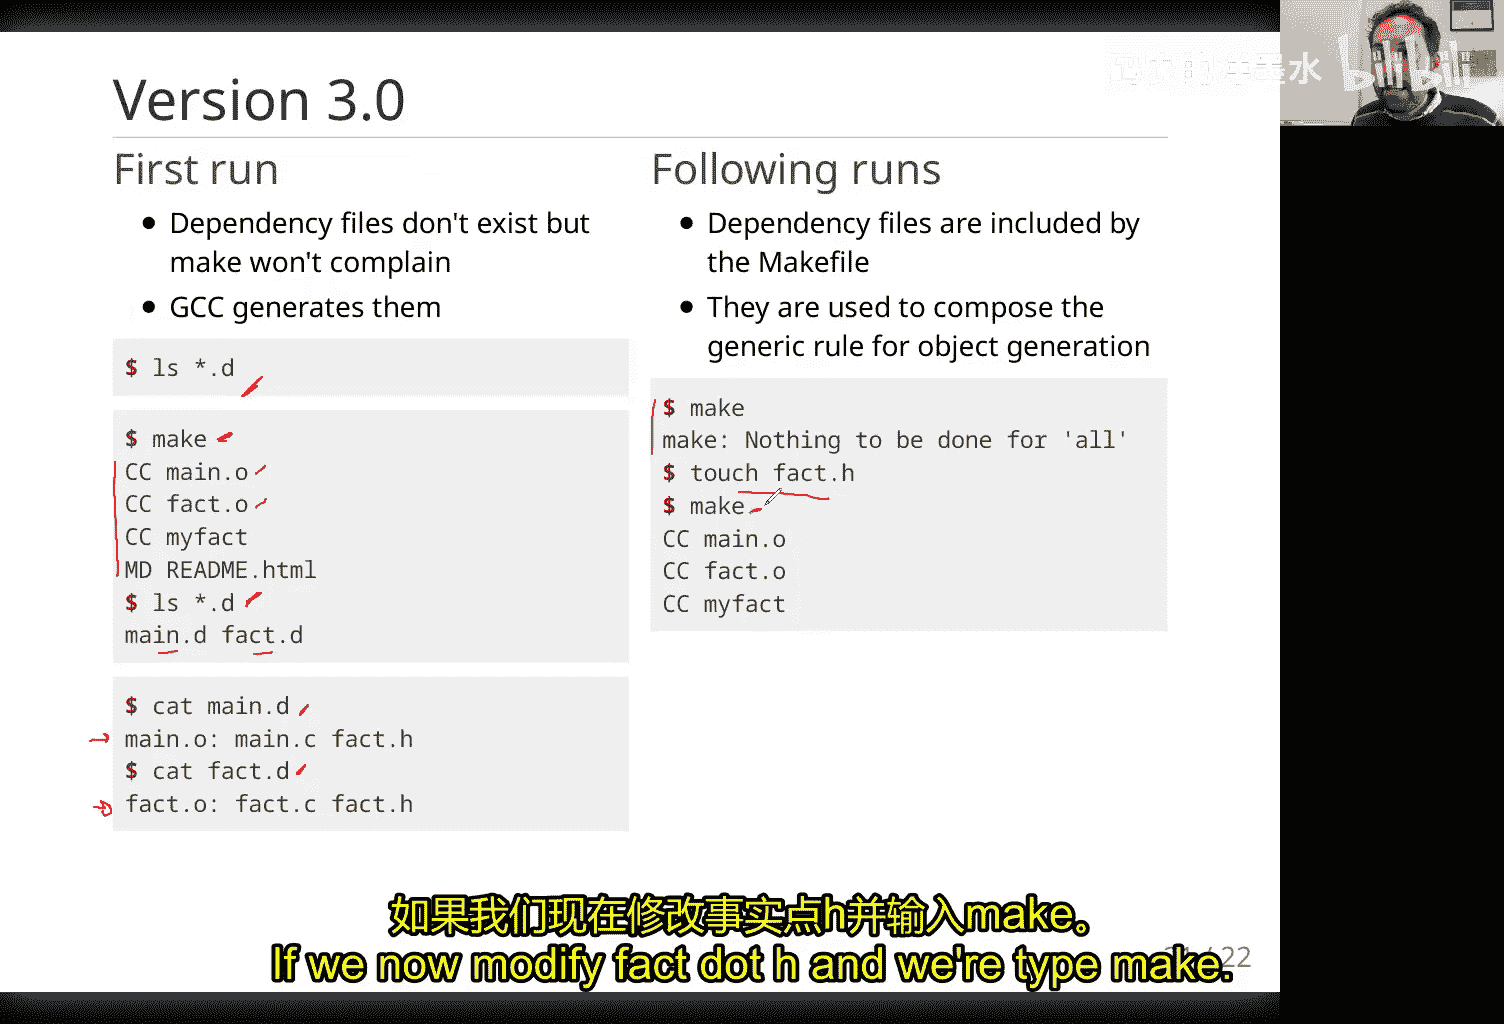 水
bilibili
Version 3.0
First run
• Dependency files don't exist but
make won't complain
• GCC generates them
$ ls *.d
$ make
CC main.o
CC fact.o
CC myfact
MD README.html
$ ls *.d
main.d fact.d
$ cat main.d
main.o: main.c fact.h
$ cat fact.d
fact.o: fact.c fact.h
Following runs
• Dependency files are included by
the Makefile
• They are used to compose the
generic rule for object generation
$ make
make: Nothing to be done for 'all'
$ touch fact.h
$ make
CC main.o
CC fact.o
CC myfact
如果我们现在修改事实点h并输入make。
If we now modify fact dot h and we're type make.
/ 22